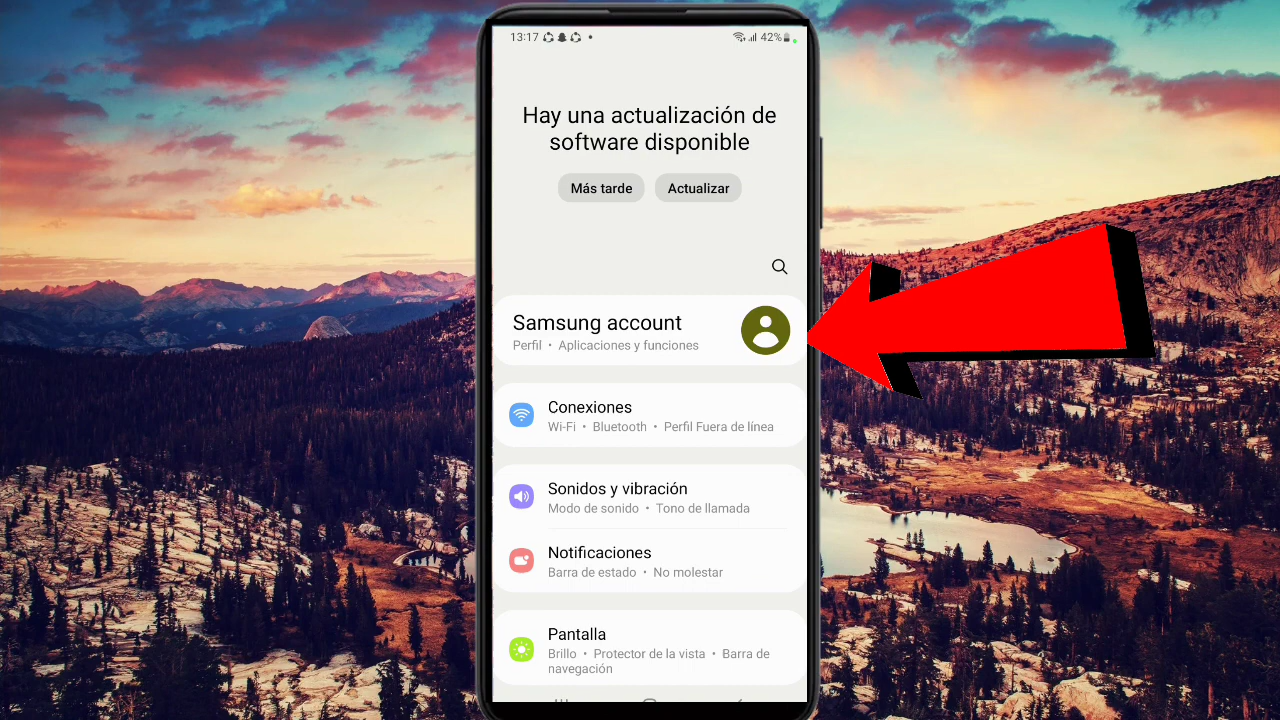 13:17 42%
Hay una actualización de
software disponible
Más tarde Actualizar
Samsung account
Perfil • Aplicaciones y funciones
Conexiones
Wi-Fi • Bluetooth • Perfil Fuera de línea
Sonidos y vibración
Modo de sonido • Tono de llamada
Notificaciones
Barra de estado • No molestar
Pantalla
Brillo • Protector de la vista • Barra de
navegación